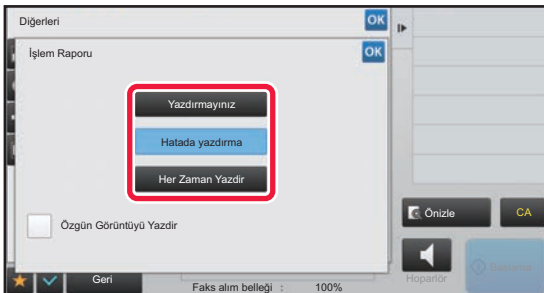 Diğerleri
OK
İşlem Raporu
OK
Yazdırmayınız
Hatada yazdırma
Her Zaman Yazdir
Özgün Görüntüyü Yazdir
Önizle
CA
Geri
Faks alım belleği : 100%
Hoparlör